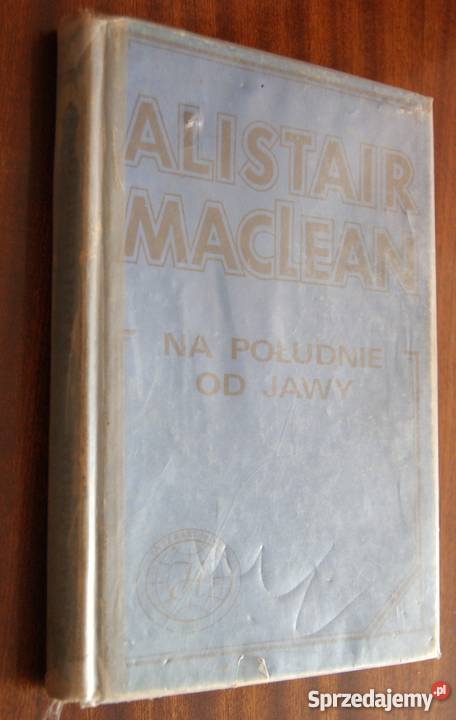 ALISTAIR
MACLEAN
NA POŁUDNIE
OD JAWY
Sprzedajemy.pl